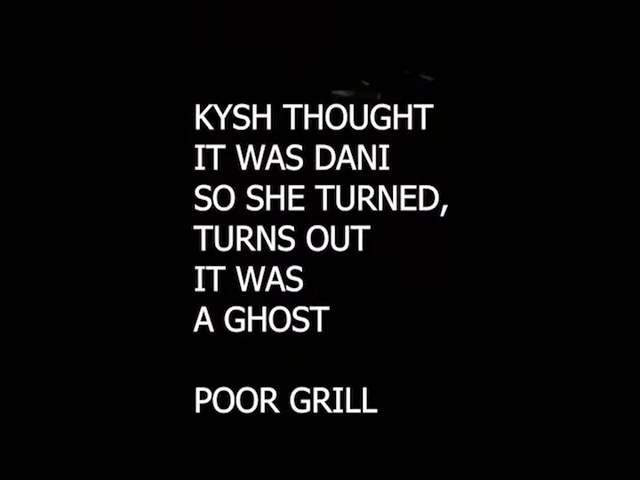 KYSH THOUGHT
IT WAS DANI
SO SHE TURNED,
TURNS OUT
IT WAS
A GHOST
POOR GRILL